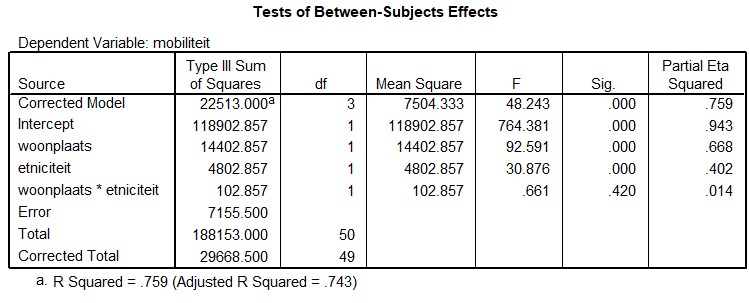 Tests of Between-Subjects Effects
Dependent Variable: mobiliteit
Source Type III Sum of Squares df Mean Square F Sig. Partial Eta Squared
Corrected Model 22513.000a 3 7504.333 48.243 .000 .759
Intercept 118902.857 1 118902.857 764.381 .000 .943
woonplaats 14402.857 1 14402.857 92.591 .000 .668
etniciteit 4802.857 1 4802.857 30.876 .000 .402
woonplaats * etniciteit 102.857 1 102.857 .661 .420 .014
Error 7155.500
Total 188153.000 50
Corrected Total 29668.500 49
a. R Squared = .759 (Adjusted R Squared = .743)